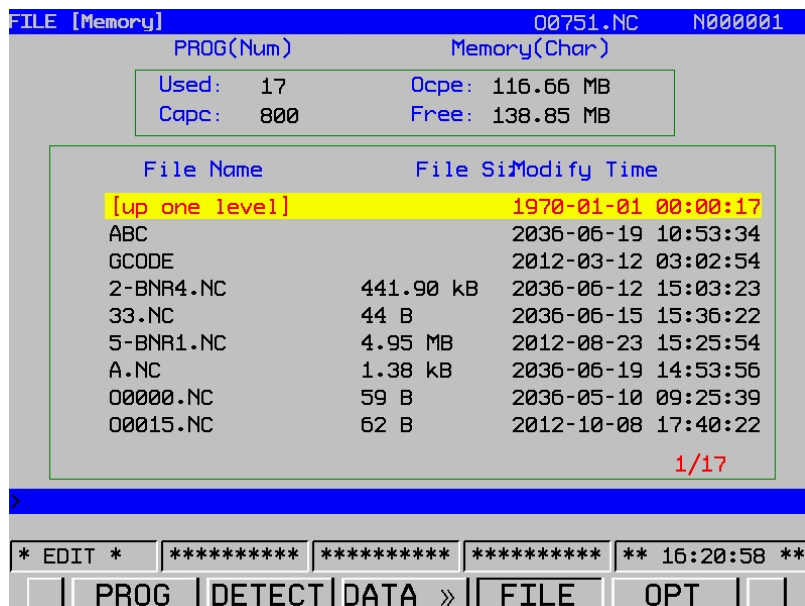 FILE [Memory] O0751.NC N000001
PROG(Num) Memory(Char)
Used: 17 Ocpe: 116.66 MB
Capc: 800 Free: 138.85 MB
File Name File Si Modify Time
[up one level] 1970-01-01 00:00:17
ABC 2036-06-19 10:53:34
GCODE 2012-03-12 03:02:54
2-BNR4.NC 441.90 kB 2036-06-12 15:03:23
33.NC 44 B 2036-06-15 15:36:22
5-BNR1.NC 4.95 MB 2012-08-23 15:25:54
A.NC 1.38 kB 2036-06-19 14:53:56
O0000.NC 59 B 2036-05-10 09:25:39
O0015.NC 62 B 2012-10-08 17:40:22
1/17
>
* EDIT * ********** ********** ********** ** 16:20:58 **
PROG DETECT DATA » FILE OPT